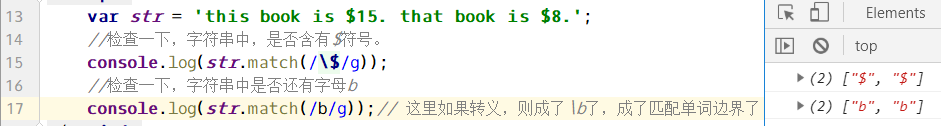 13 var str = 'this book is $15. that book is $8.';
14 //检查一下，字符串中，是否含有$符号。
15 console.log(str.match(/\$/g));
16 //检查一下，字符串中是否还有字母b
17 console.log(str.match(/b/g));// 这里如果转义，则成了 \b了，成了匹配单词边界了
Elements
top
(2) ["$", "$"]
(2) ["b", "b"]